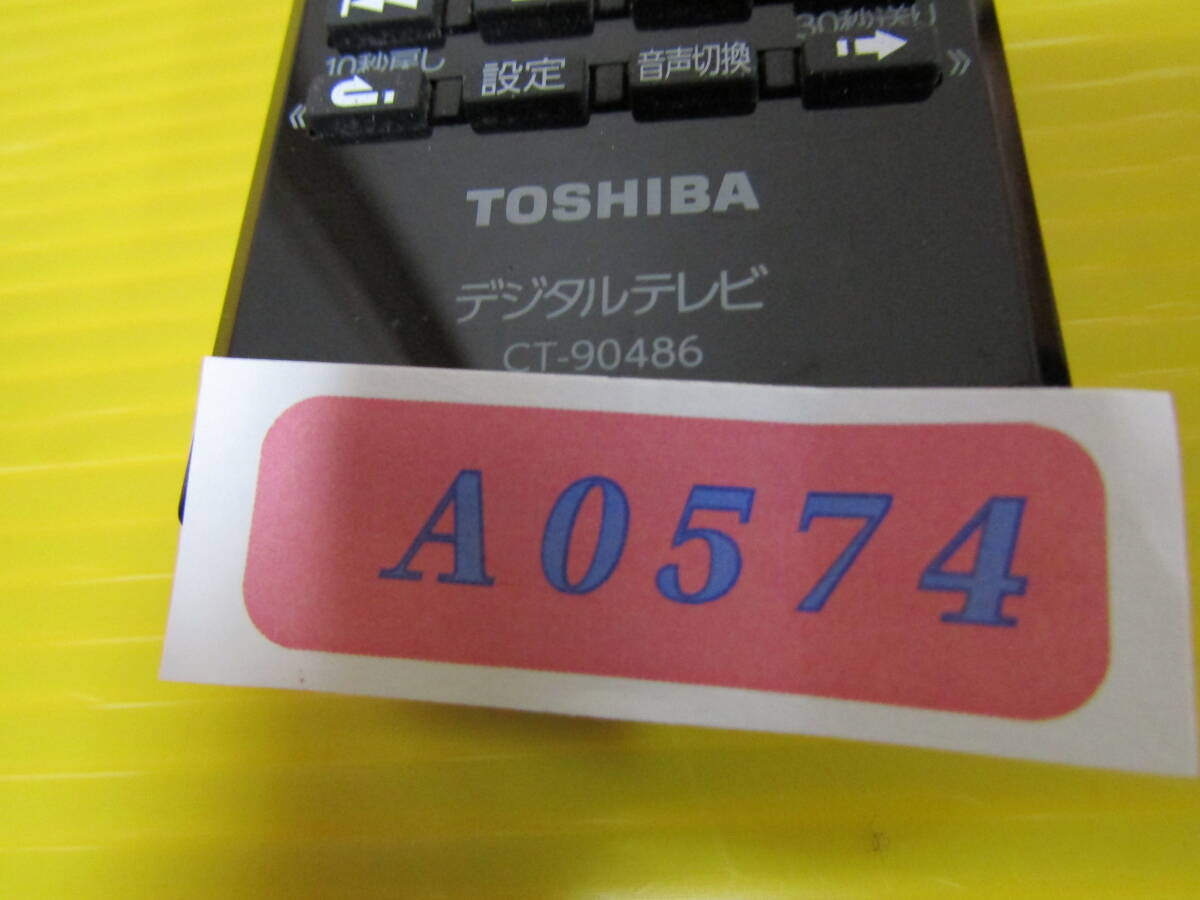 30秒送り
10秒戻し
設定 音声切換
TOSHIBA
デジタルテレビ
CT-90486
A0574